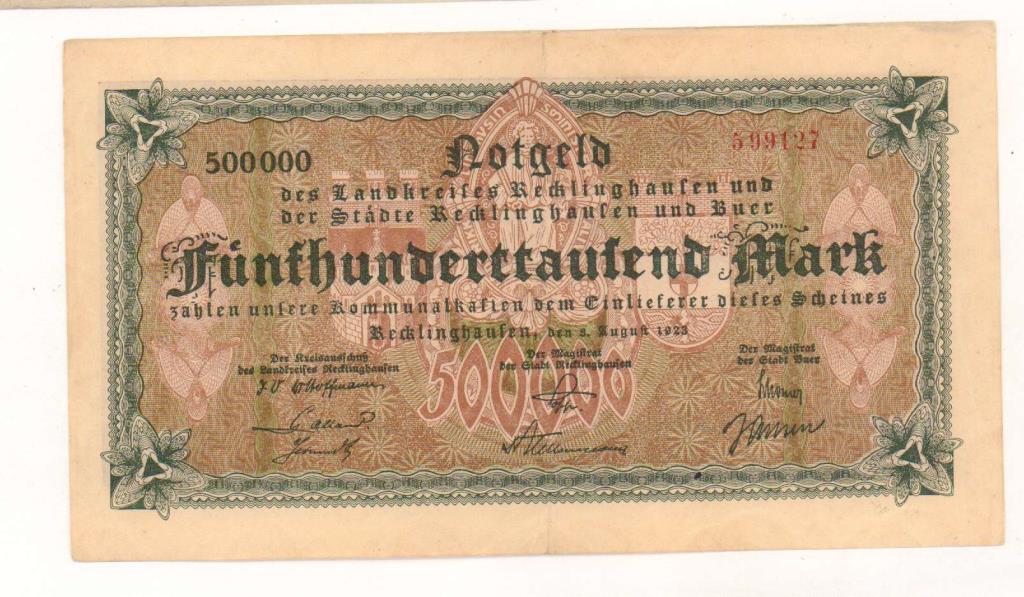 500000
Notgeld
599127
des Landkreiſes Recklinghauſen und
der Städte Recklinghauſen und Buer
Fünfhunderttauſend Mark
zahlen unſere Kommunalkaſſen dem Einlieferer dieſes Scheines
Recklinghauſen, den 8. Auguſt 1923
Der Kreisausſchuß
des Landkreiſes Recklinghauſen
Der Magiſtrat
der Stadt Recklinghauſen
Der Magiſtrat
der Stadt Buer
500000